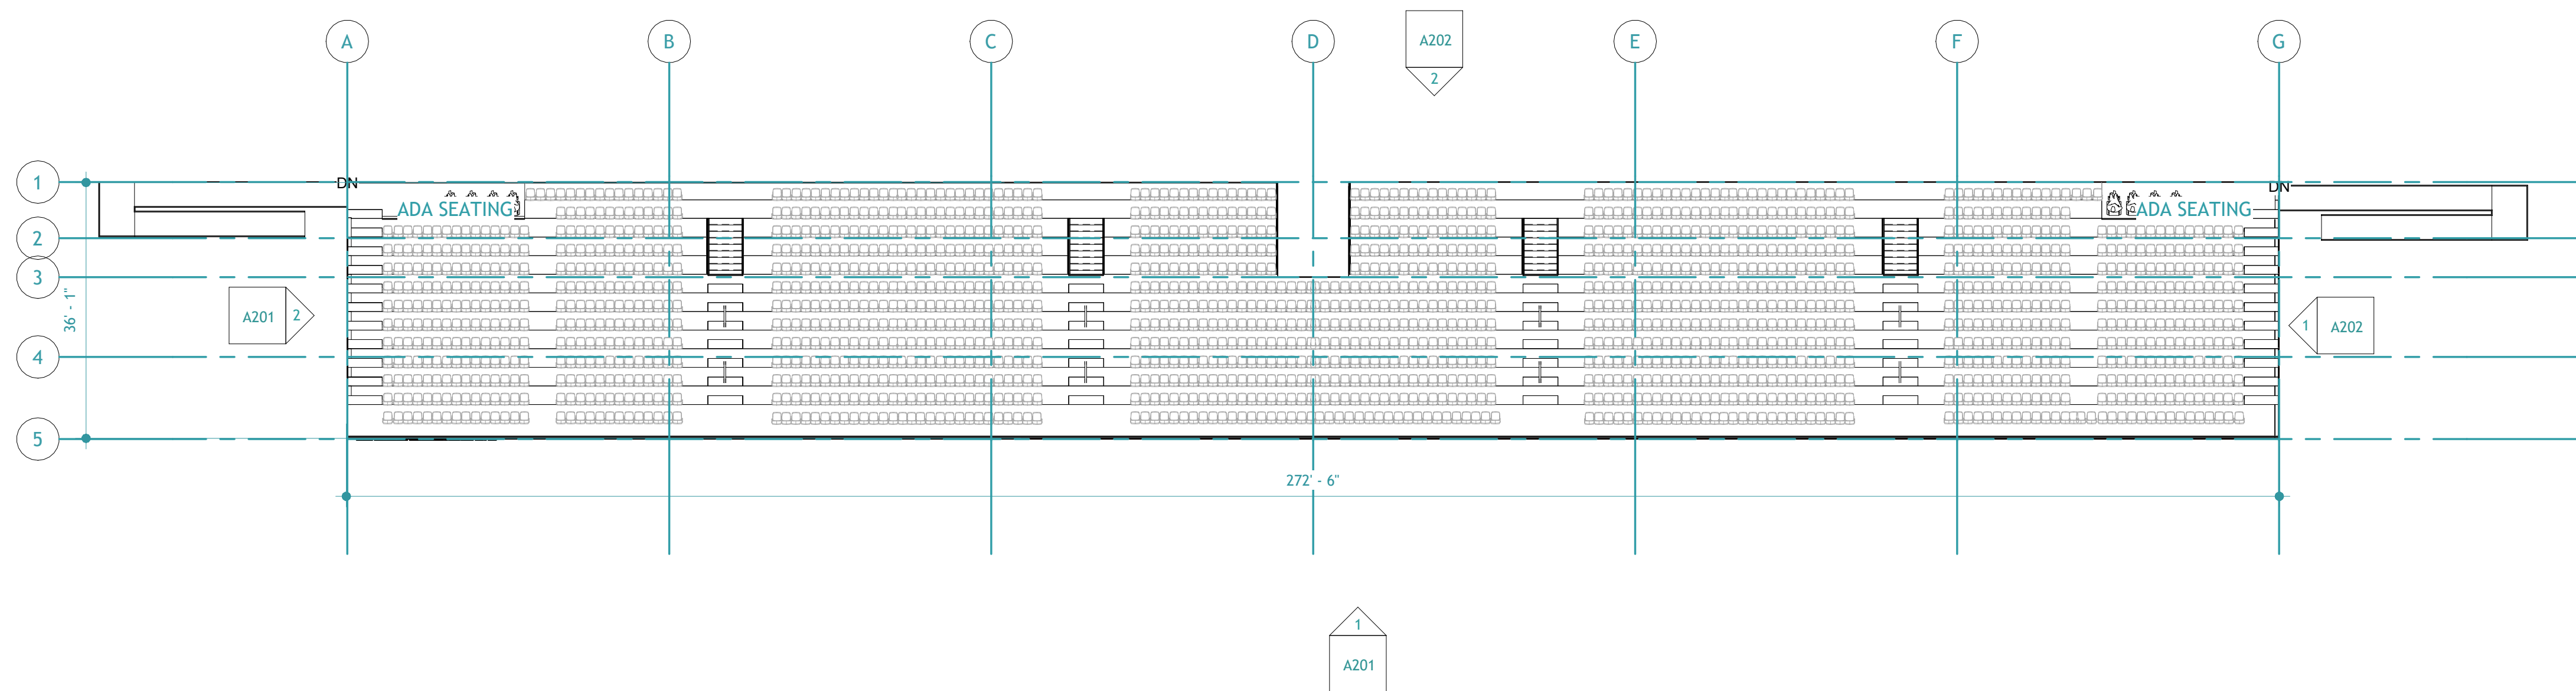 A202
2
A
B
C
D
E
F
G
1
DN
DN
ADA SEATING
ADA SEATING
2
3
36' - 1"
A201
2
1
A202
4
5
272' - 6"
1
A201